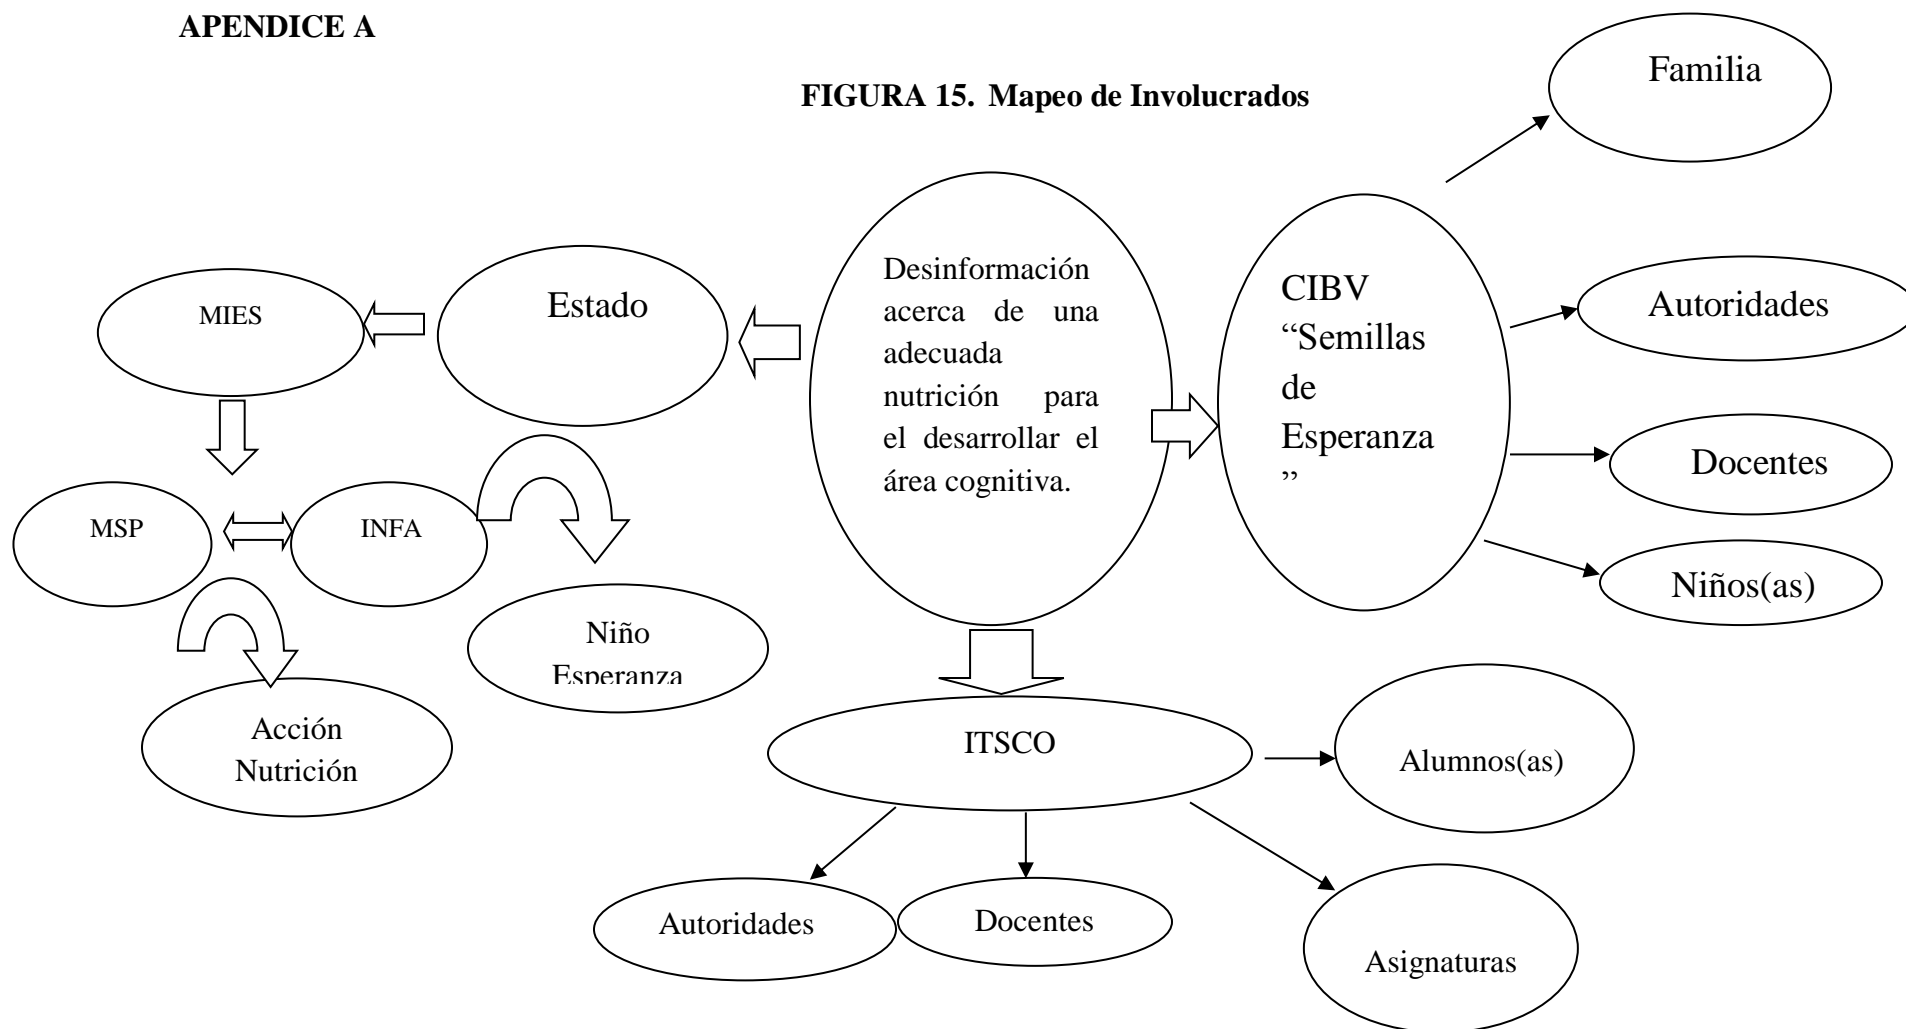 APENDICE A
FIGURA 15. Mapeo de Involucrados
Familia
Desinformación
acerca de una
adecuada
nutrición para
el desarrollar el
área cognitiva.
CIBV
“Semillas
de
Esperanza
”
Autoridades
Docentes
Niños(as)
Estado
MIES
MSP
INFA
Niño
Esperanza
Acción
Nutrición
ITSCO
Alumnos(as)
Autoridades
Docentes
Asignaturas